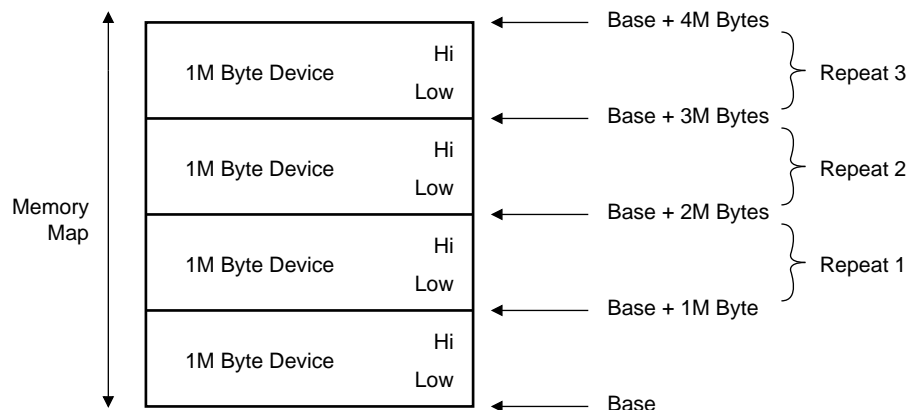 Base + 4M Bytes
Hi
1M Byte Device
Repeat 3
Low
Base + 3M Bytes
Hi
1M Byte Device
Repeat 2
Low
Memory
Map
Base + 2M Bytes
Hi
1M Byte Device
Repeat 1
Low
Base + 1M Byte
Hi
1M Byte Device
Low
Base